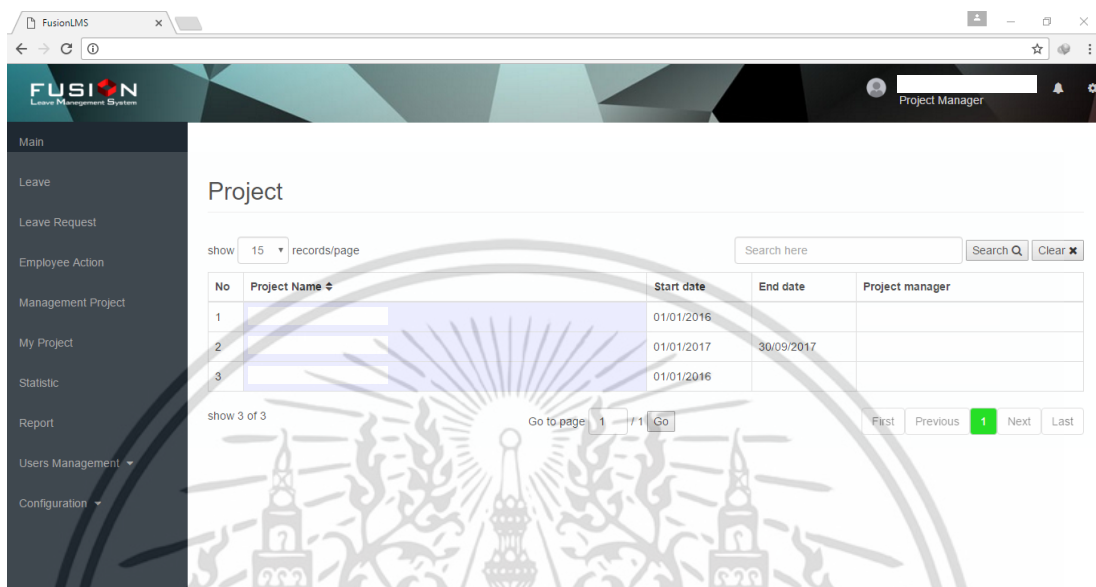 FusionLMS
FUSION
Leave Manegement System
Project Manager
Main
Leave
Leave Request
Employee Action
Management Project
My Project
Statistic
Report
Users Management
Configuration
Project
show 15 records/page
Search here
Search
Clear
No Project Name Start date End date Project manager
1 01/01/2016
2 01/01/2017 30/09/2017
3 01/01/2016
show 3 of 3
Go to page 1 / 1 Go
First Previous 1 Next Last